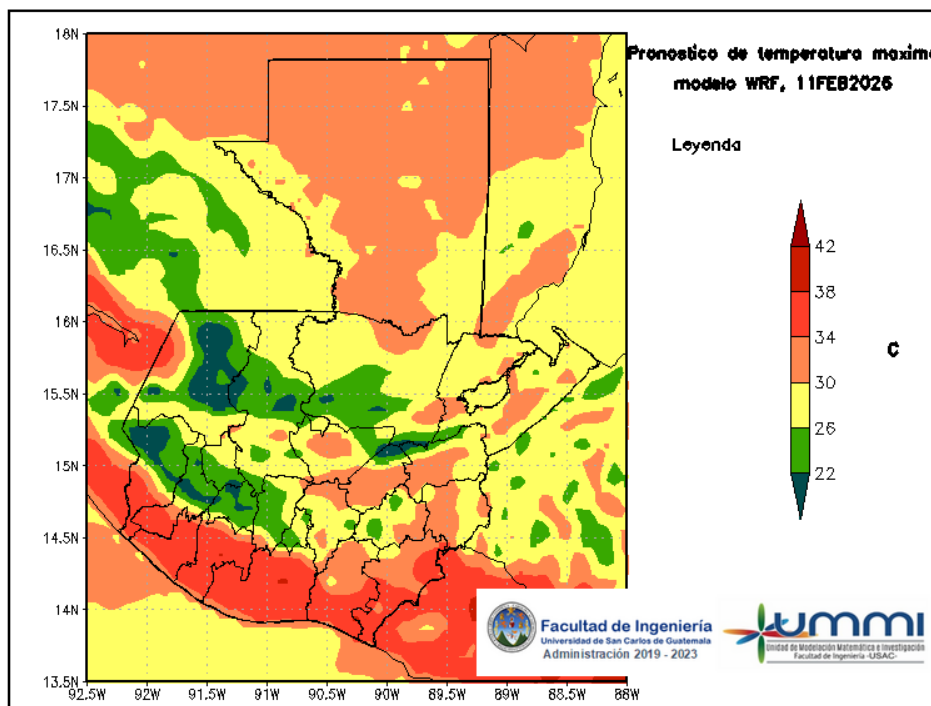 Pronostico de temperatura maxima
modelo WRF, 11FEB2026
Leyenda
18N
17.5N
17N
16.5N
16N
15.5N
15N
14.5N
14N
13.5N
92.5W
92W
91.5W
91W
90.5W
90W
89.5W
89W
88.5W
88W
42
38
34
30
26
22
C
Facultad de Ingeniería
Universidad de San Carlos de Guatemala
Administración 2019 - 2023
ummi
Unidad de Modelación Matemática e Investigación
Facultad de Ingeniería -USAC-